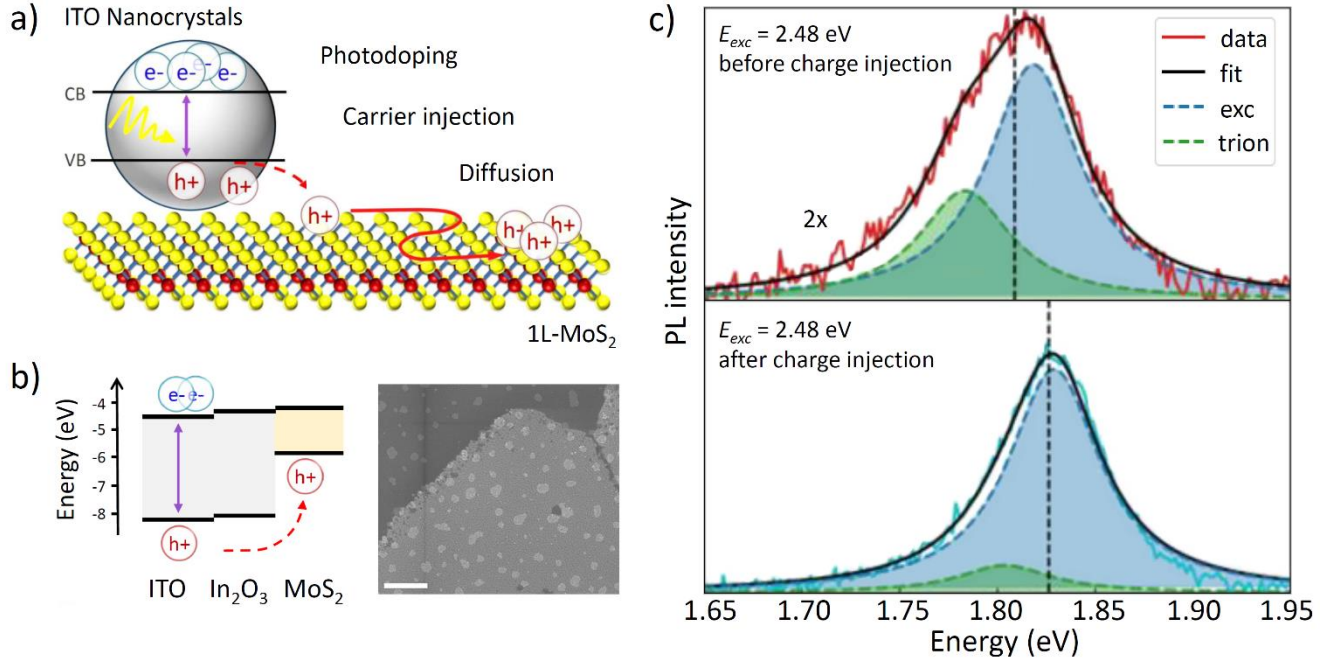 a)
ITO Nanocrystals
e- e- e- e-
Photodoping
CB
Carrier injection
VB
h+ h+
Diffusion
h+
h+ h+ h+
1L-MoS2
b)
e- e-
Energy (eV)
-4
-5
-6
-7
-8
h+
h+
ITO In2O3 MoS2
c)
Eexc = 2.48 eV
before charge injection
data
fit
exc
trion
2x
PL intensity
Eexc = 2.48 eV
after charge injection
1.65 1.70 1.75 1.80 1.85 1.90 1.95
Energy (eV)